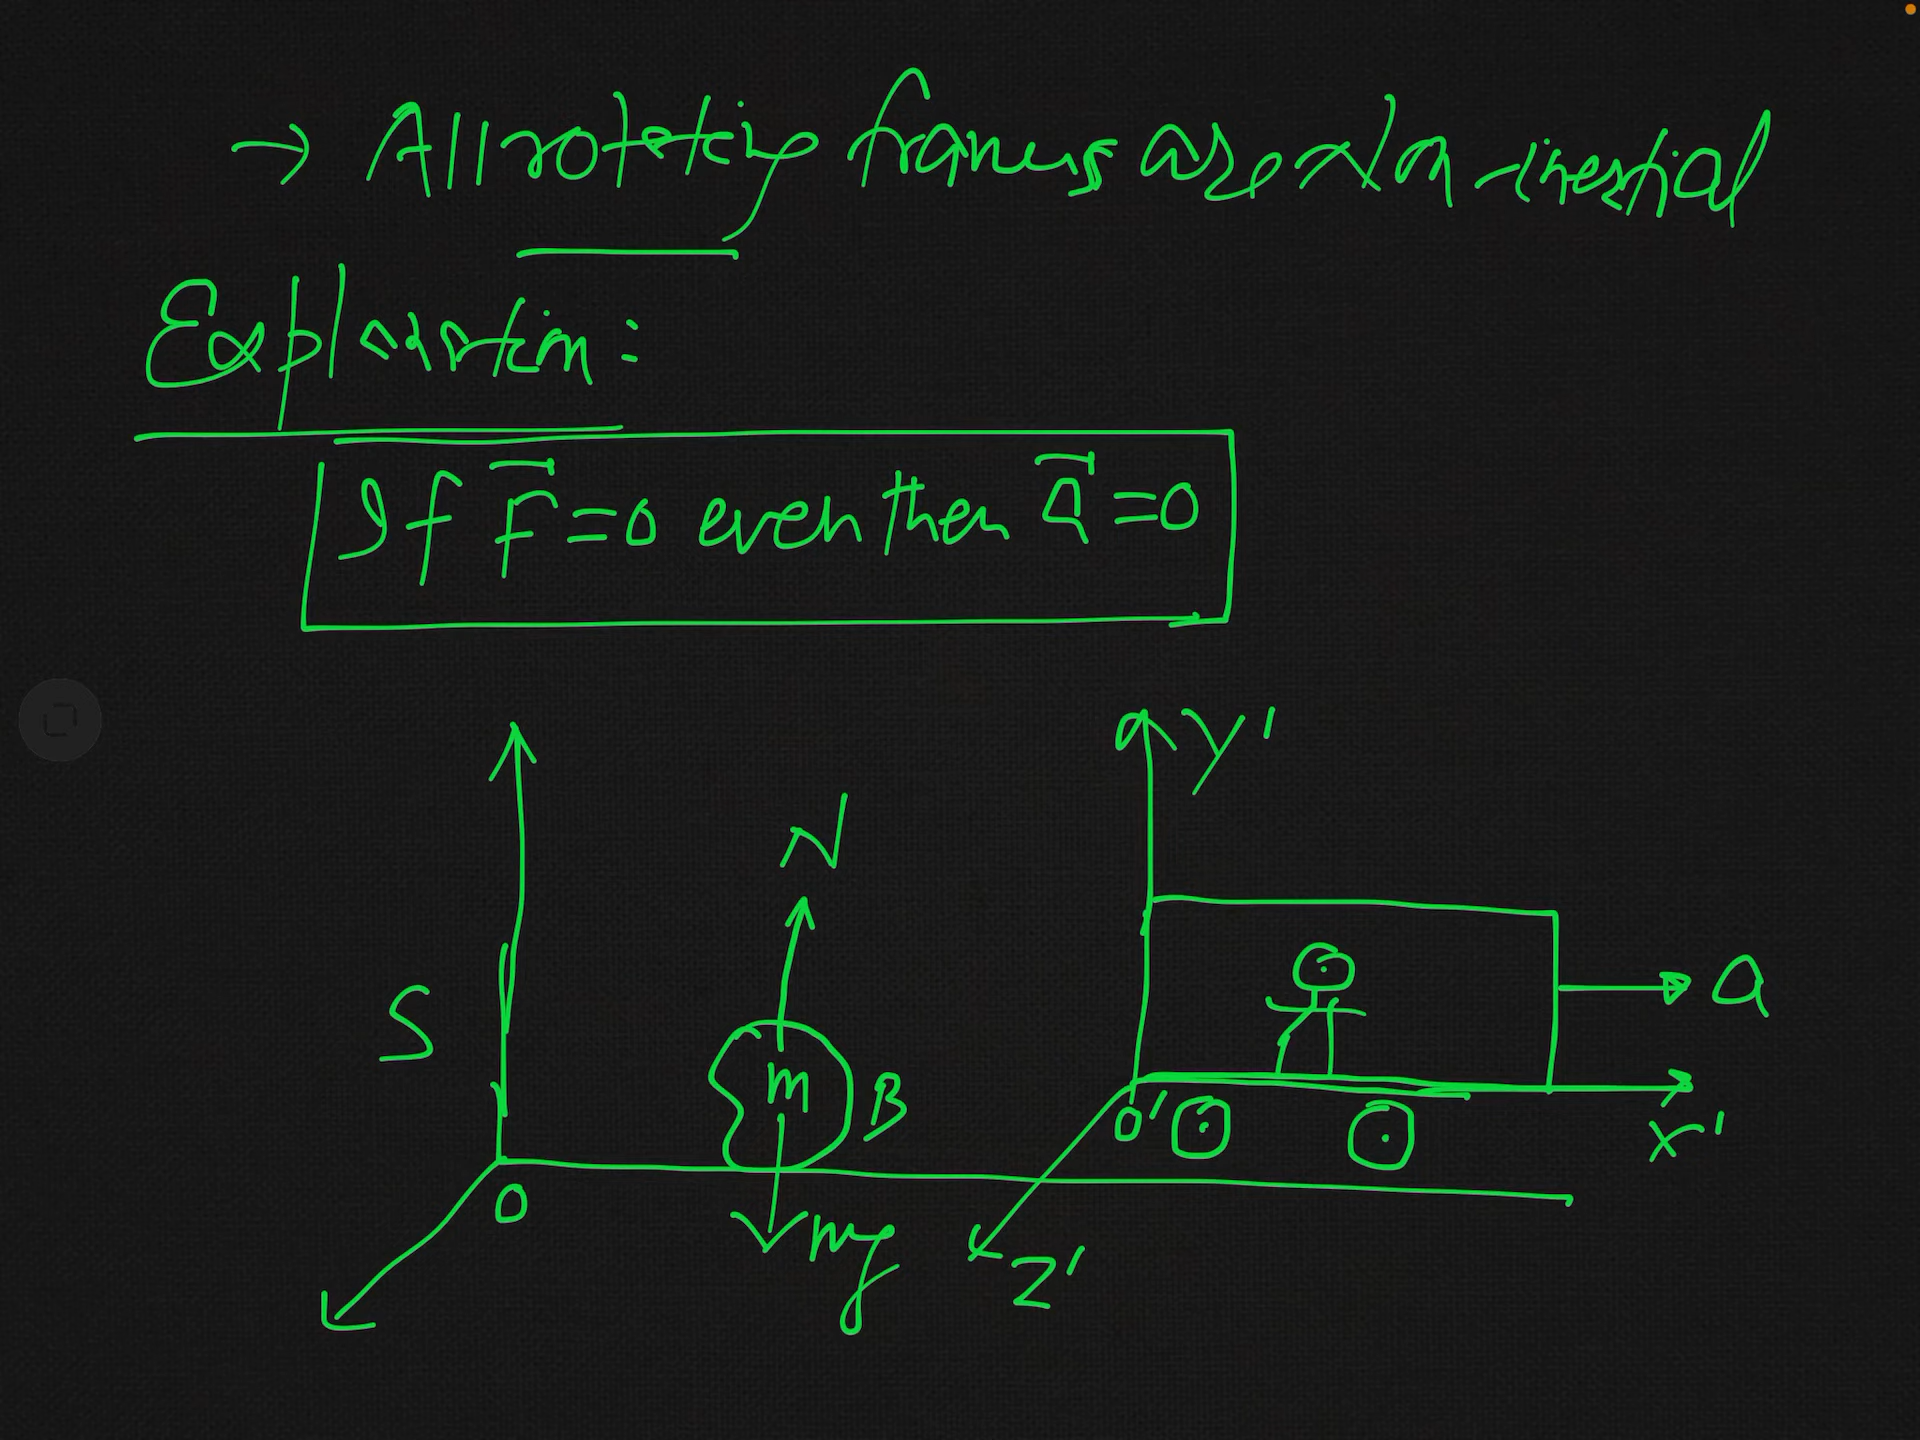 → All rotating frames are Non-inertial
Explanation:
If F⃗=0 even then a⃗=0
y'
N
S
a
m
B
O'
x'
O
mg
z'